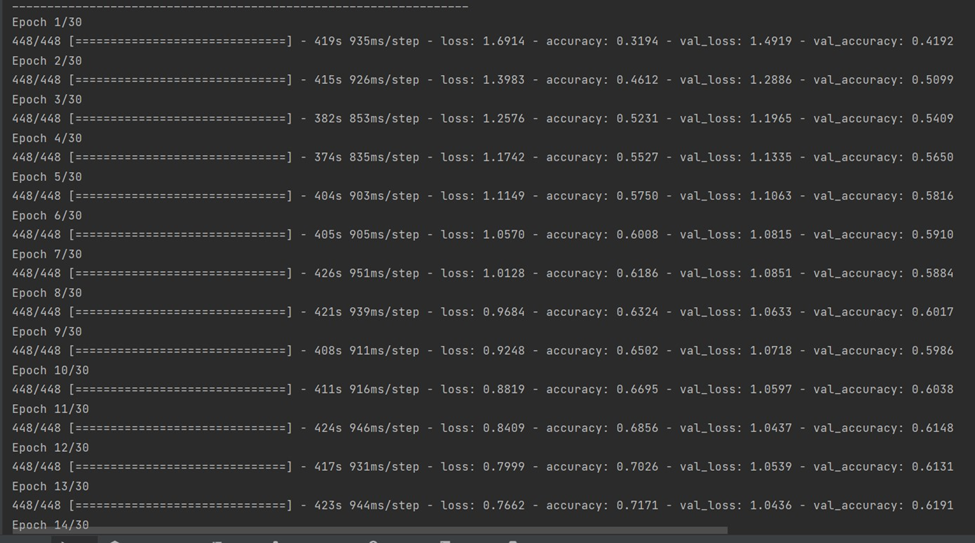 _________________________________________________________________
Epoch 1/30
448/448 [==============================] - 419s 935ms/step - loss: 1.6914 - accuracy: 0.3194 - val_loss: 1.4919 - val_accuracy: 0.4192
Epoch 2/30
448/448 [==============================] - 415s 926ms/step - loss: 1.3983 - accuracy: 0.4612 - val_loss: 1.2886 - val_accuracy: 0.5099
Epoch 3/30
448/448 [==============================] - 382s 853ms/step - loss: 1.2576 - accuracy: 0.5231 - val_loss: 1.1965 - val_accuracy: 0.5409
Epoch 4/30
448/448 [==============================] - 374s 835ms/step - loss: 1.1742 - accuracy: 0.5527 - val_loss: 1.1335 - val_accuracy: 0.5650
Epoch 5/30
448/448 [==============================] - 404s 903ms/step - loss: 1.1149 - accuracy: 0.5750 - val_loss: 1.1063 - val_accuracy: 0.5816
Epoch 6/30
448/448 [==============================] - 405s 905ms/step - loss: 1.0570 - accuracy: 0.6008 - val_loss: 1.0815 - val_accuracy: 0.5910
Epoch 7/30
448/448 [==============================] - 426s 951ms/step - loss: 1.0128 - accuracy: 0.6186 - val_loss: 1.0851 - val_accuracy: 0.5884
Epoch 8/30
448/448 [==============================] - 421s 939ms/step - loss: 0.9684 - accuracy: 0.6324 - val_loss: 1.0633 - val_accuracy: 0.6017
Epoch 9/30
448/448 [==============================] - 408s 911ms/step - loss: 0.9248 - accuracy: 0.6502 - val_loss: 1.0718 - val_accuracy: 0.5986
Epoch 10/30
448/448 [==============================] - 411s 916ms/step - loss: 0.8819 - accuracy: 0.6695 - val_loss: 1.0597 - val_accuracy: 0.6038
Epoch 11/30
448/448 [==============================] - 424s 946ms/step - loss: 0.8409 - accuracy: 0.6856 - val_loss: 1.0437 - val_accuracy: 0.6148
Epoch 12/30
448/448 [==============================] - 417s 931ms/step - loss: 0.7999 - accuracy: 0.7026 - val_loss: 1.0539 - val_accuracy: 0.6131
Epoch 13/30
448/448 [==============================] - 423s 944ms/step - loss: 0.7662 - accuracy: 0.7171 - val_loss: 1.0436 - val_accuracy: 0.6191
Epoch 14/30